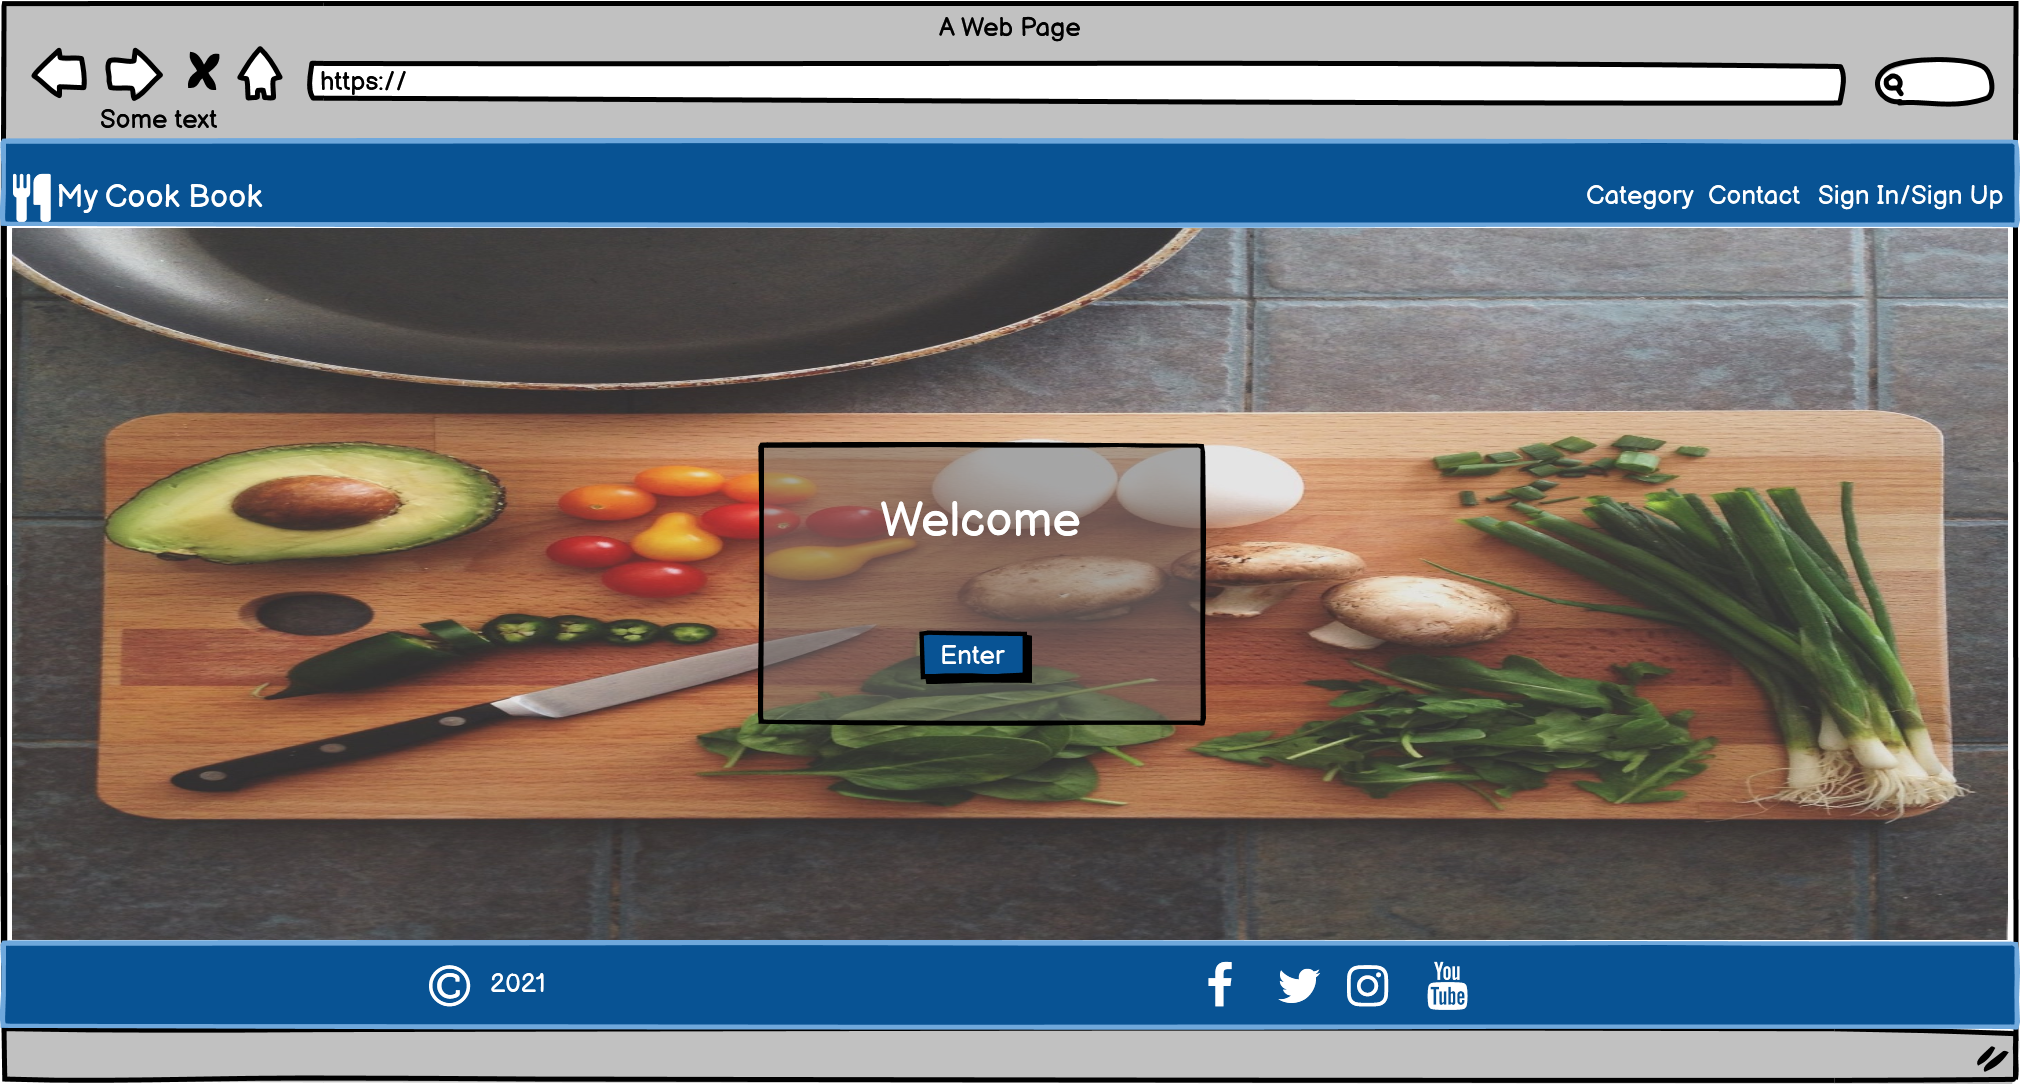 A Web Page
https://
Some text
My Cook Book
Category Contact Sign In/Sign Up
Welcome
Enter
© 2021
You
Tube